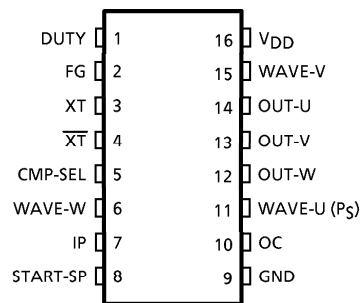 DUTY 1 16 VDD
FG 2 15 WAVE-V
XT 3 14 OUT-U
X̅T̅ 4 13 OUT-V
CMP-SEL 5 12 OUT-W
WAVE-W 6 11 WAVE-U (PS)
IP 7 10 OC
START-SP 8 9 GND